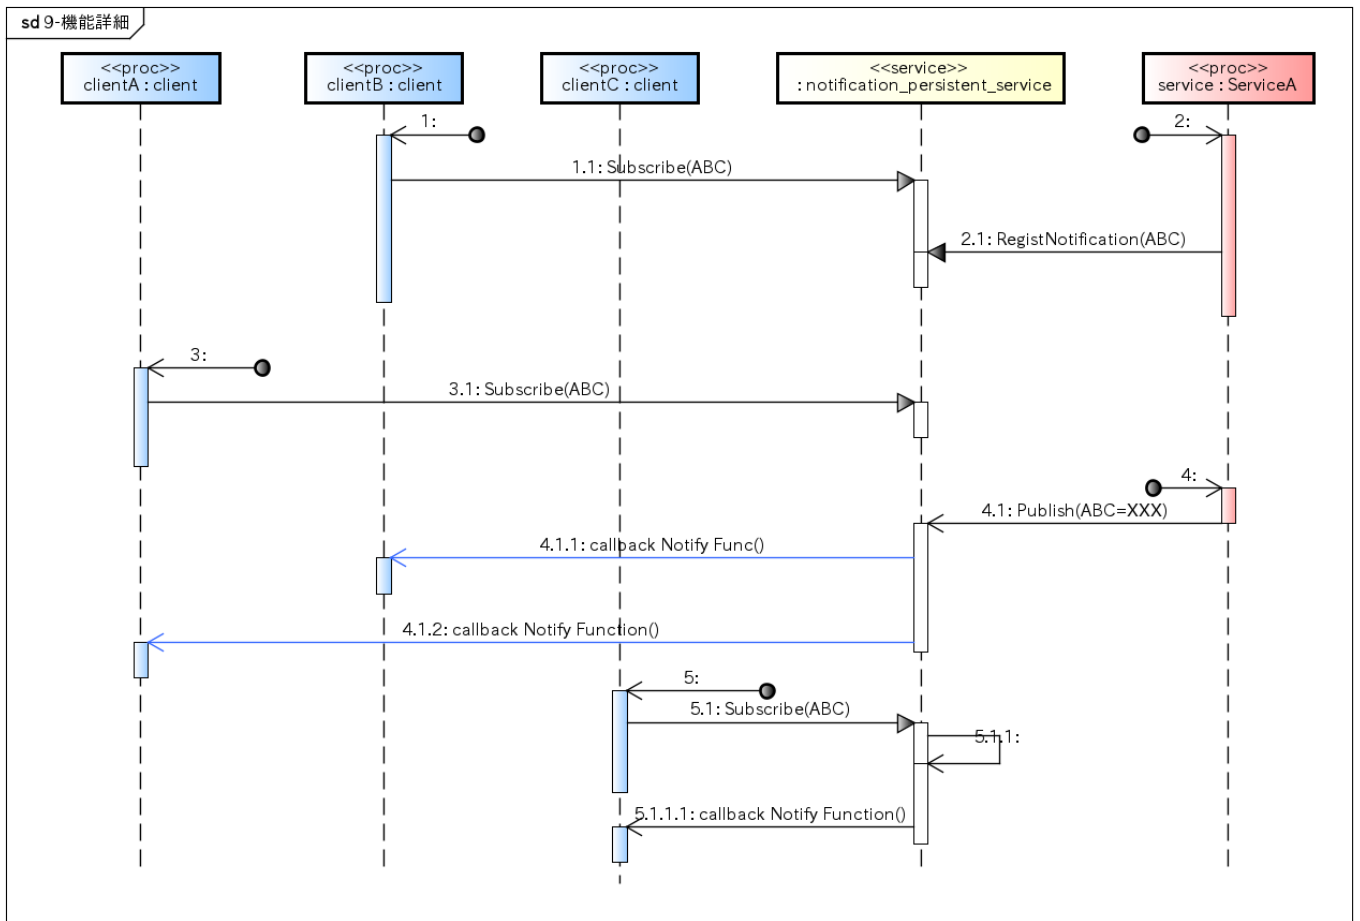 sd 9-機能詳細
<<proc>>
clientA : client
<<proc>>
clientB : client
<<proc>>
clientC : client
<<service>>
: notification_persistent_service
<<proc>>
service : ServiceA
1:
2:
1.1: Subscribe(ABC)
2.1: RegistNotification(ABC)
3:
3.1: Subscribe(ABC)
4:
4.1: Publish(ABC=XXX)
4.1.1: callback Notify Func()
4.1.2: callback Notify Function()
5:
5.1: Subscribe(ABC)
5.1.1:
5.1.1.1: callback Notify Function()